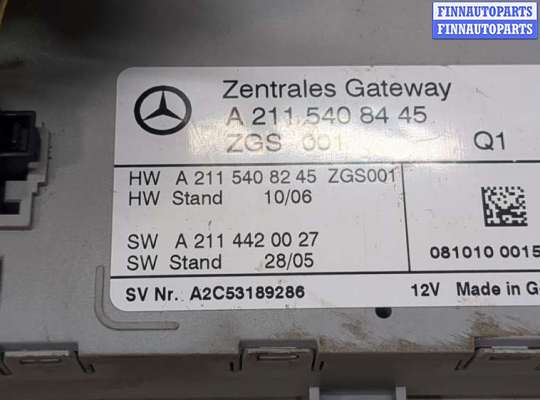 FINNAUTOPARTS
FINNAUTOPARTS
Zentrales Gateway
A 211 540 84 45
ZGS 001 Q1
HW A 211 540 82 45 ZGS001
HW Stand 10/06
SW A 211 442 00 27
SW Stand 28/05
081010 0015
SV Nr. A2C53189286 12V Made in G